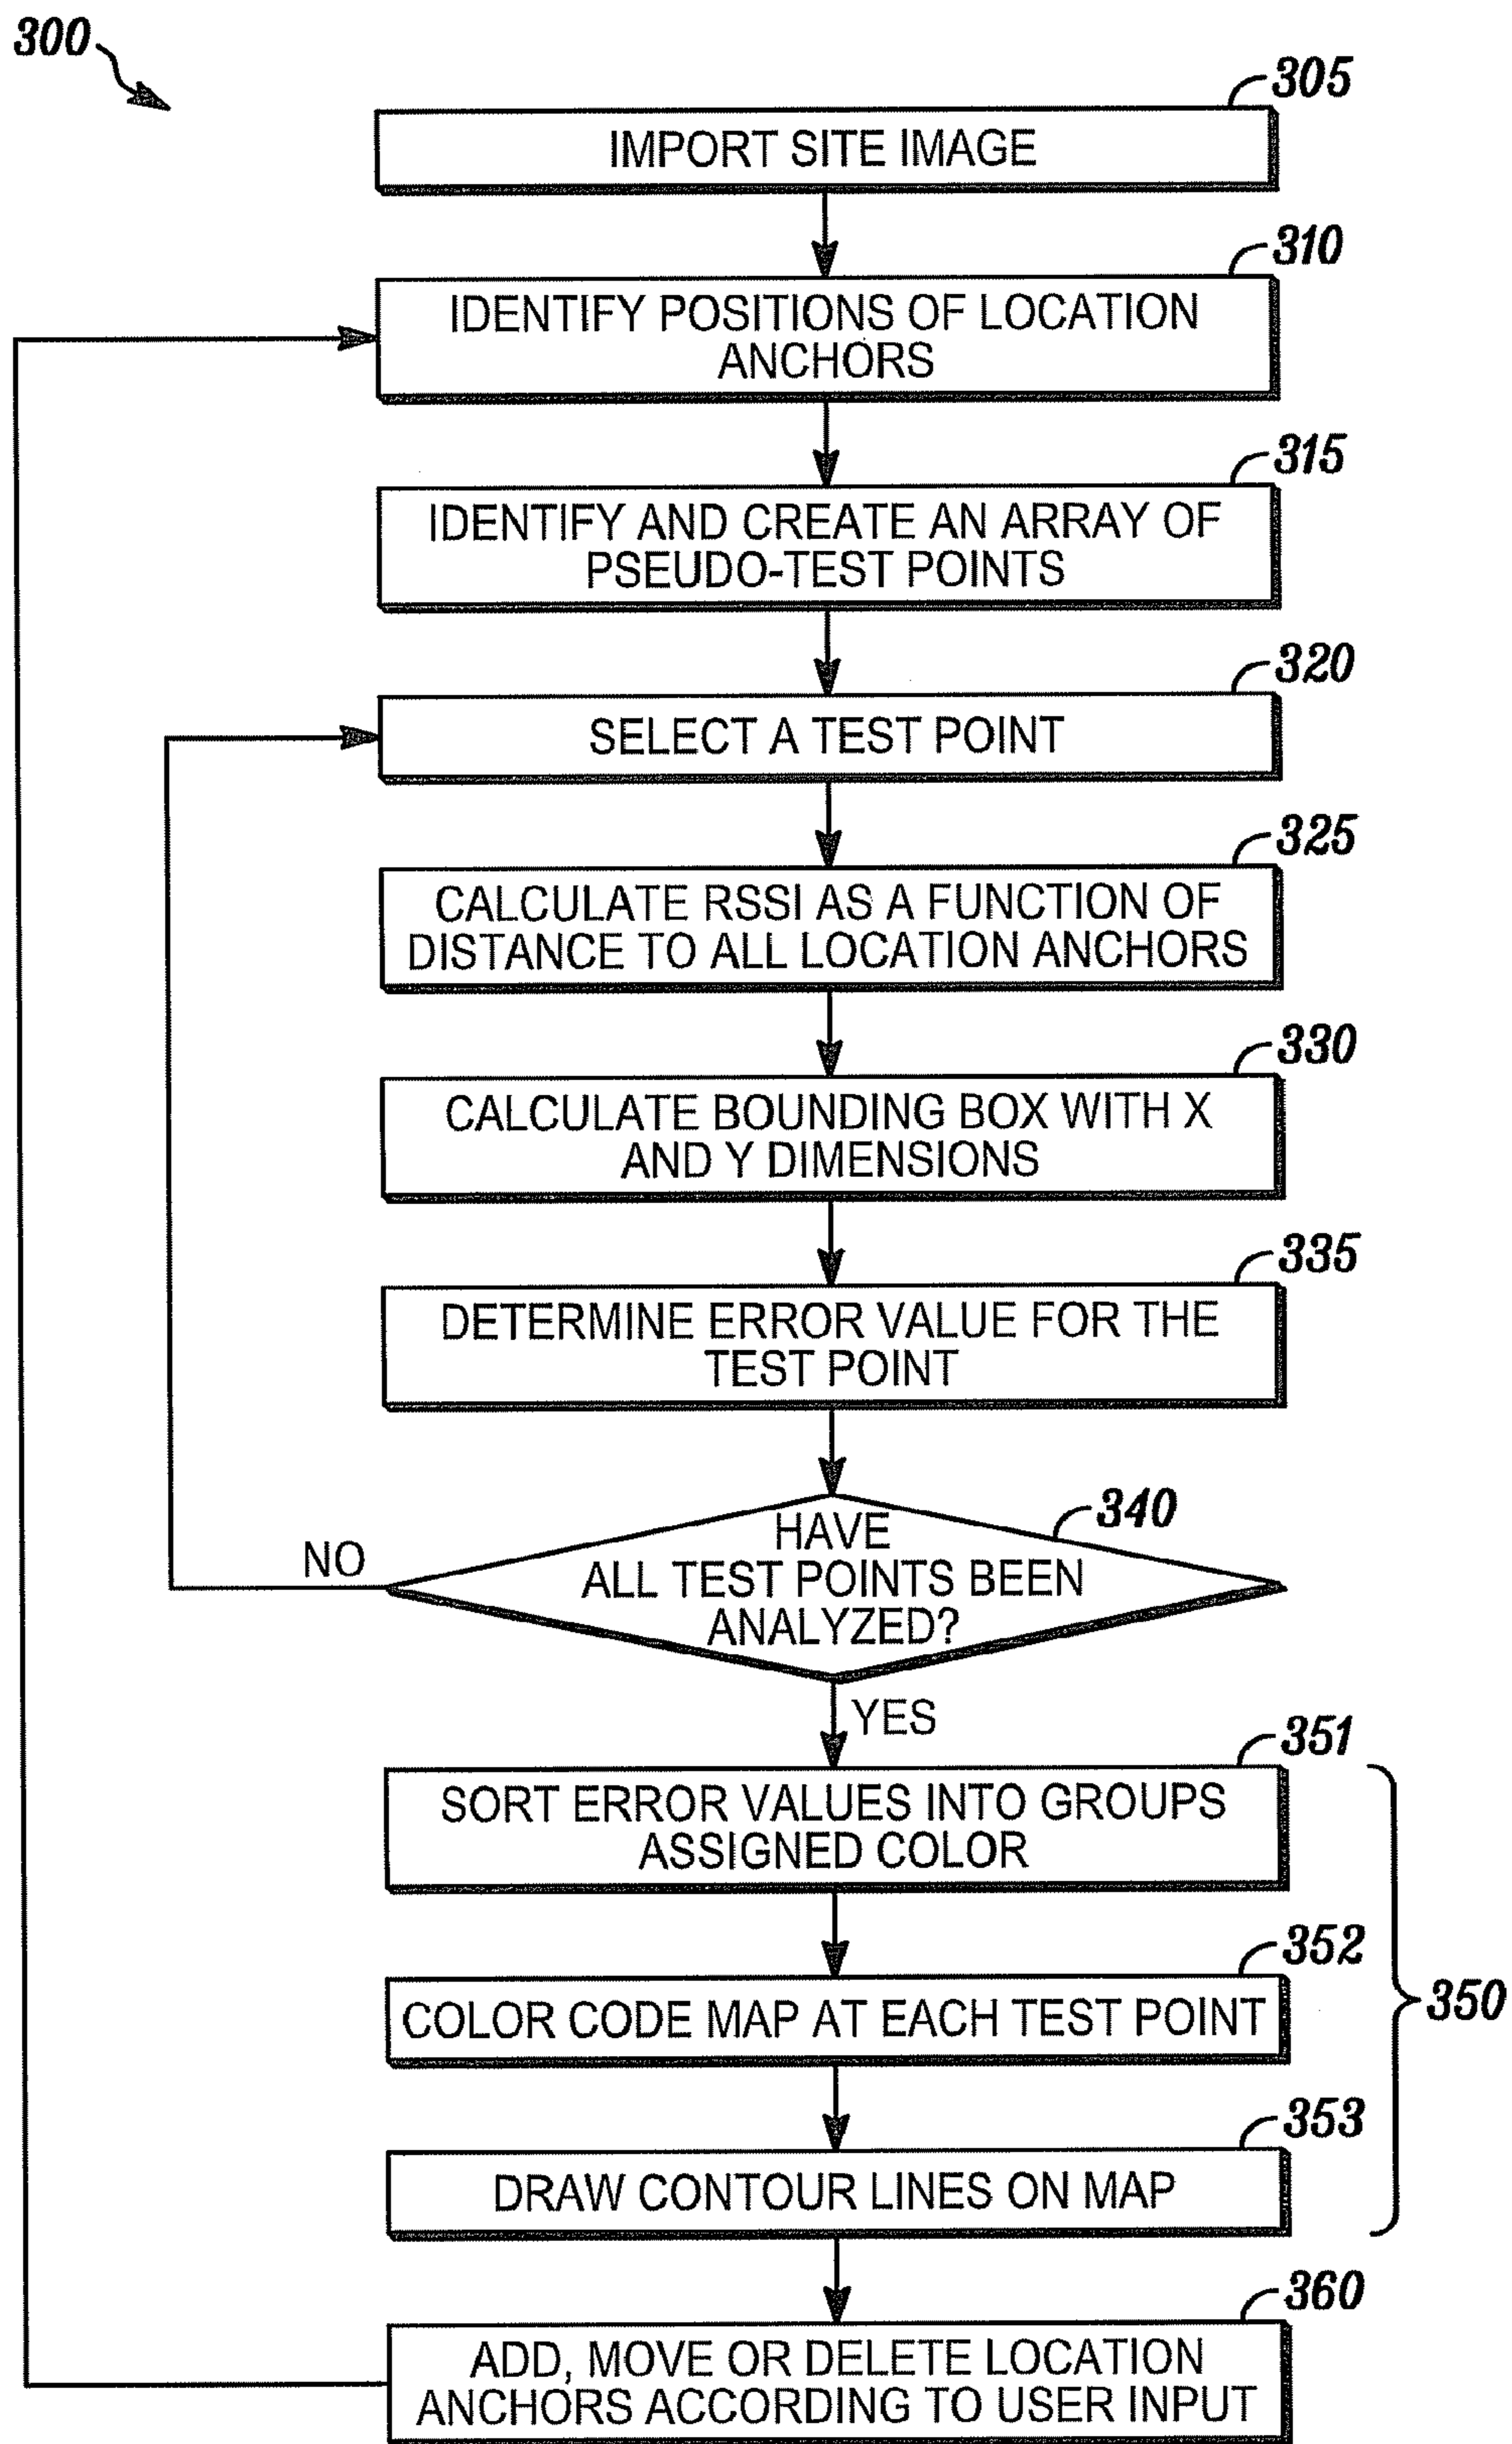 300
305
IMPORT SITE IMAGE
310
IDENTIFY POSITIONS OF LOCATION
ANCHORS
315
IDENTIFY AND CREATE AN ARRAY OF
PSEUDO-TEST POINTS
320
SELECT A TEST POINT
325
CALCULATE RSSI AS A FUNCTION OF
DISTANCE TO ALL LOCATION ANCHORS
330
CALCULATE BOUNDING BOX WITH X
AND Y DIMENSIONS
335
DETERMINE ERROR VALUE FOR THE
TEST POINT
340
HAVE
ALL TEST POINTS BEEN
ANALYZED?
NO
YES
351
SORT ERROR VALUES INTO GROUPS
ASSIGNED COLOR
352
COLOR CODE MAP AT EACH TEST POINT
350
353
DRAW CONTOUR LINES ON MAP
360
ADD, MOVE OR DELETE LOCATION
ANCHORS ACCORDING TO USER INPUT